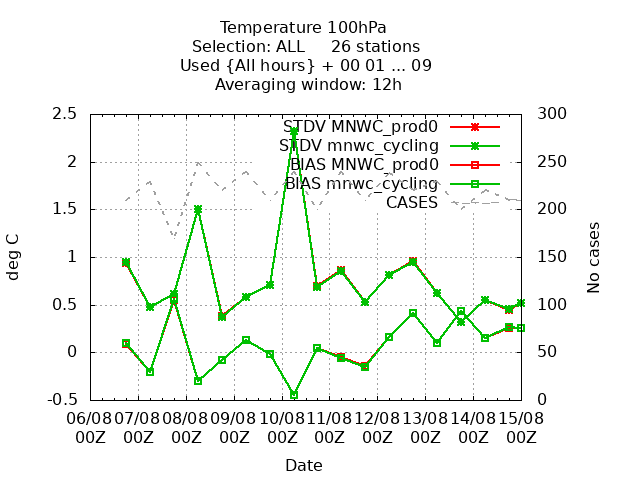 Temperature 100hPa
Selection: ALL     26 stations
Used {All hours} + 00 01 ... 09
Averaging window: 12h
STDV MNWC_prod0
STDV mnwc_cycling
BIAS MNWC_prod0
BIAS mnwc_cycling
CASES
2.5
2
1.5
1
0.5
0
-0.5
300
250
200
150
100
50
0
deg C
No cases
06/08 07/08 08/08 09/08 10/08 11/08 12/08 13/08 14/08 15/08
00Z 00Z 00Z 00Z 00Z 00Z 00Z 00Z 00Z 00Z
Date